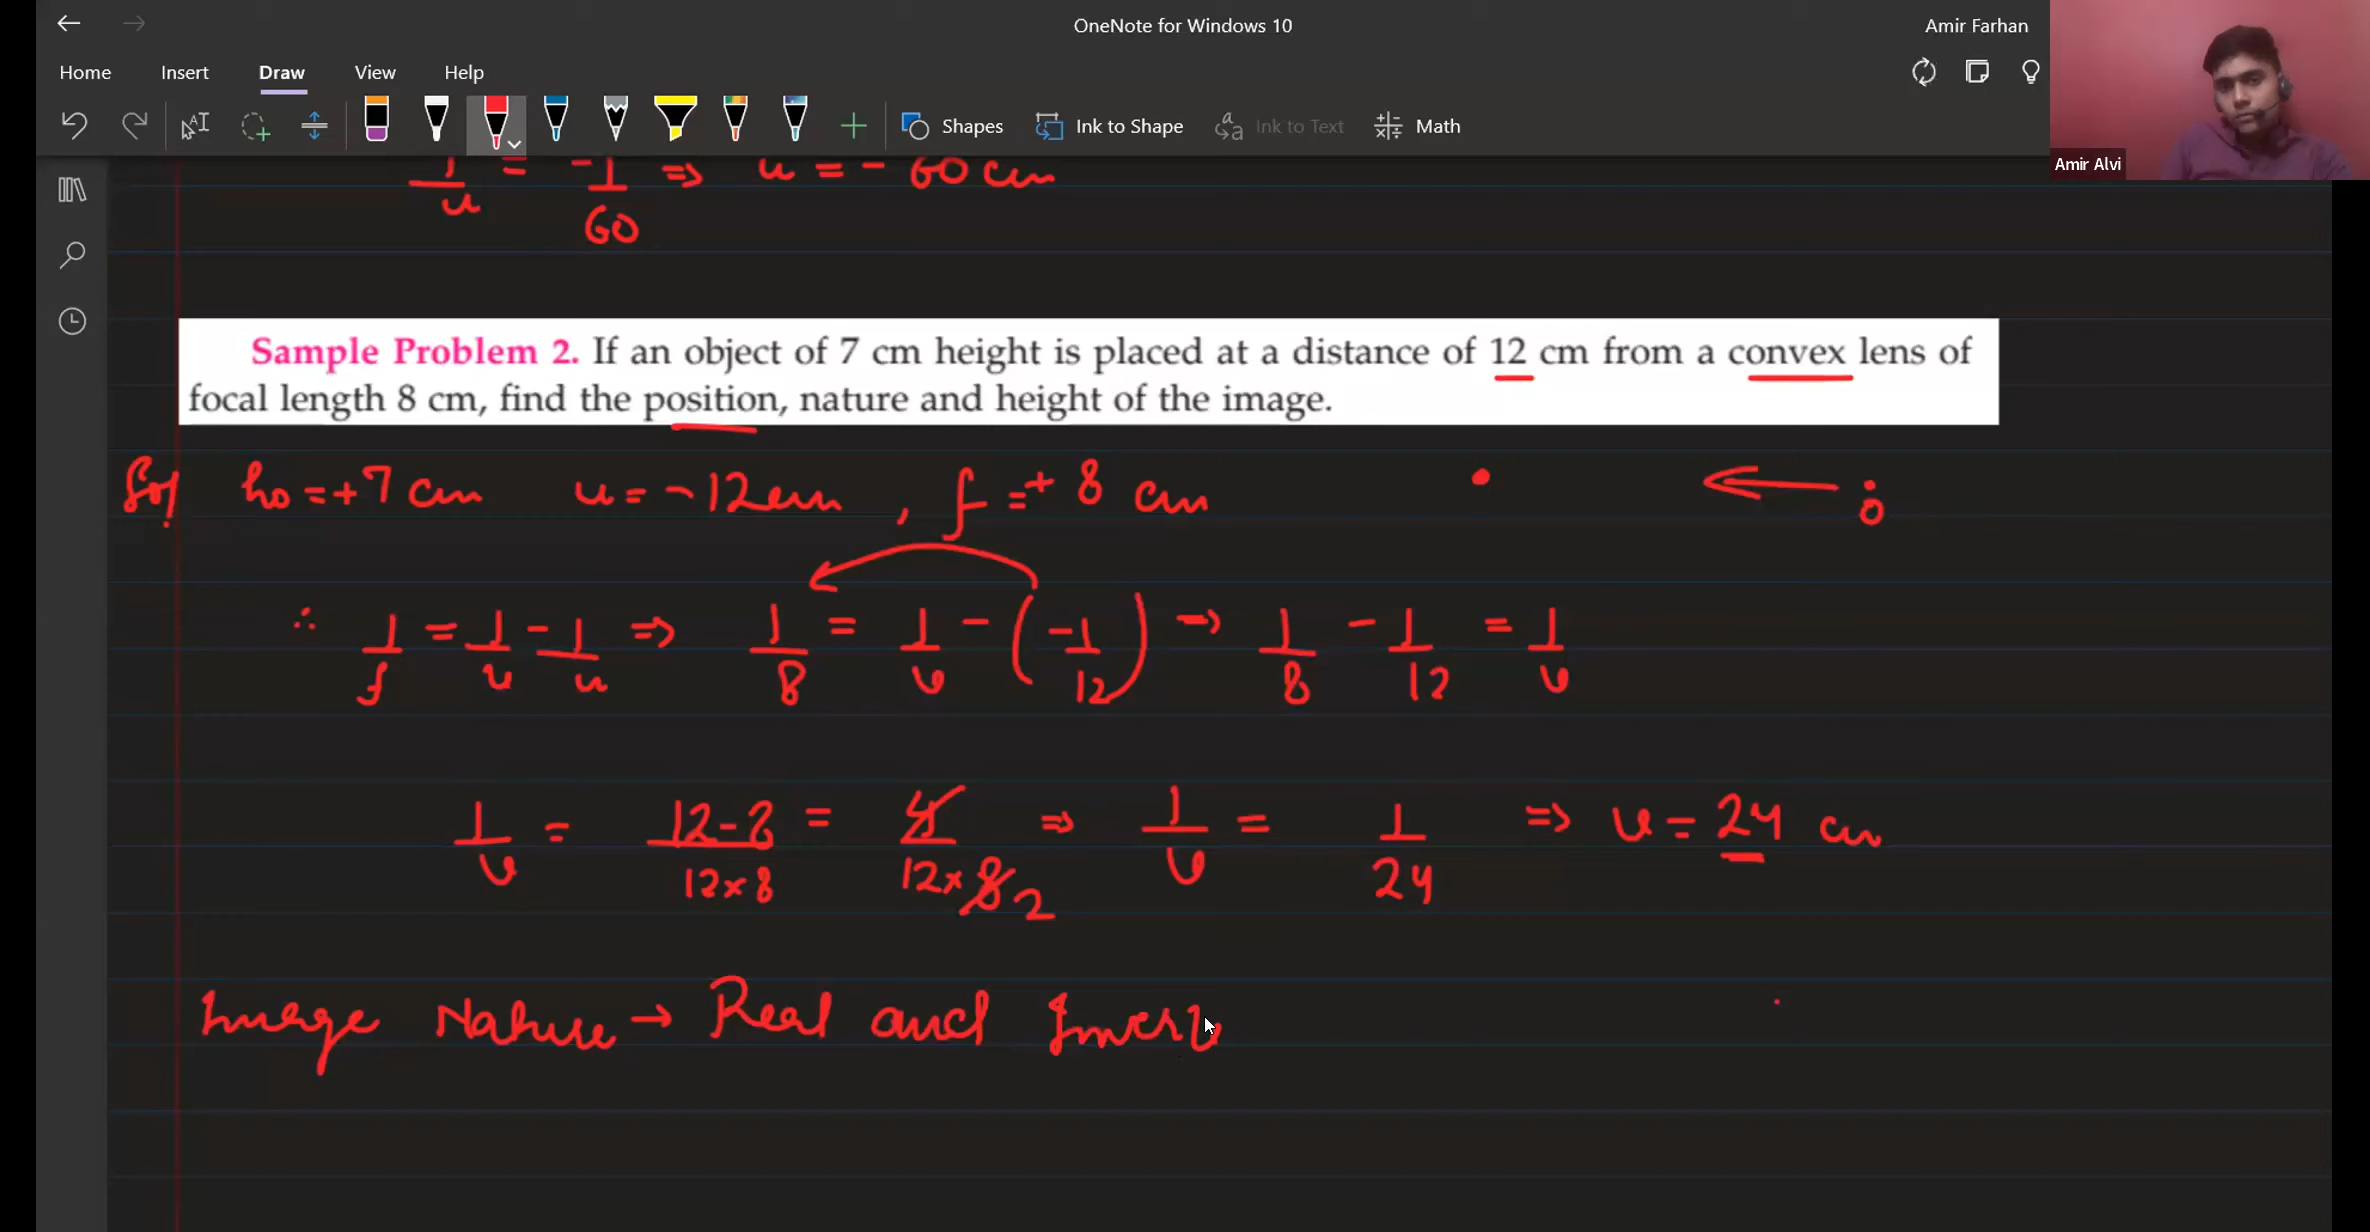 OneNote for Windows 10
Amir Farhan
Home Insert Draw View Help
Shapes Ink to Shape Ink to Text Math
Amir Alvi
1/u = -1/60 ⇒ u = - 60 cm
Sample Problem 2. If an object of 7 cm height is placed at a distance of 12 cm from a convex lens of
focal length 8 cm, find the position, nature and height of the image.
Sol ho = +7 cm u = -12 cm , f = +8 cm O
∴ 1/f = 1/v - 1/u ⇒ 1/8 = 1/v - (-1/12) → 1/8 - 1/12 = 1/v
1/v = 12-8/12×8 = 4/12×8 2 ⇒ 1/v = 1/24 ⇒ v = 24 cm
Image Nature → Real and